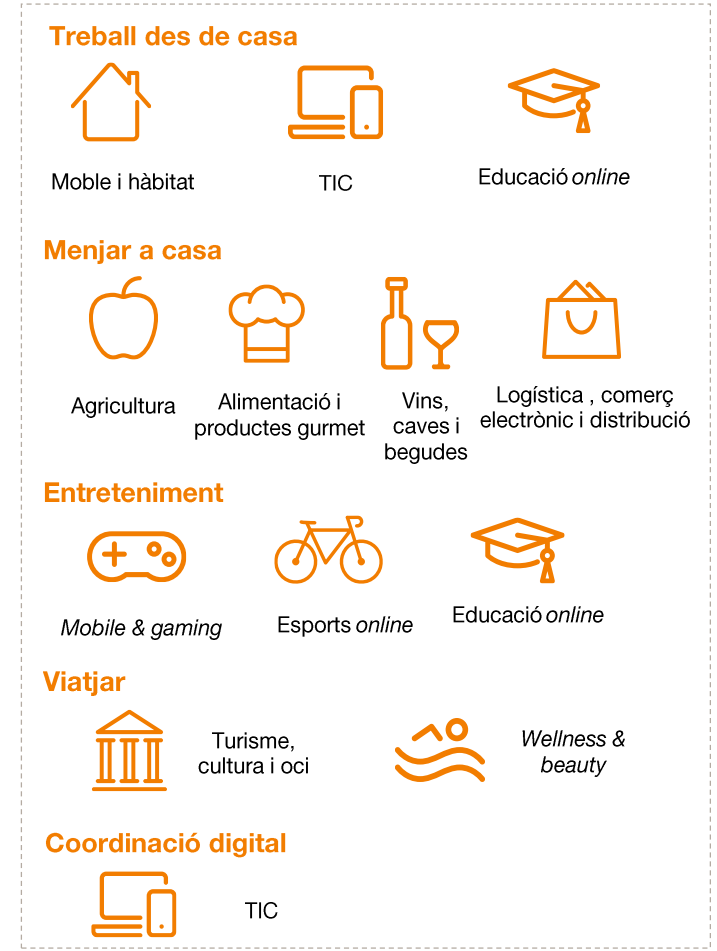 Treball des de casa
Moble i hàbitat
TIC
Educació online
Menjar a casa
Agricultura
Alimentació i
productes gurmet
Vins,
caves i
begudes
Logística , comerç
electrònic i distribució
Entreteniment
Mobile & gaming
Esports online
Educació online
Viatjar
Turisme,
cultura i oci
Wellness &
beauty
Coordinació digital
TIC